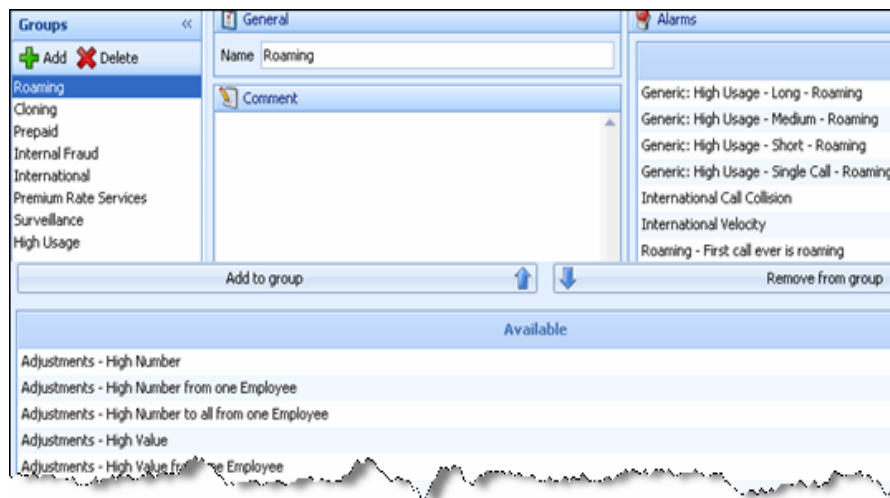 Groups
«
Add Delete
Roaming
Cloning
Prepaid
Internal Fraud
International
Premium Rate Services
Surveillance
High Usage
General
Name Roaming
Comment
Alarms
Generic: High Usage - Long - Roaming
Generic: High Usage - Medium - Roaming
Generic: High Usage - Short - Roaming
Generic: High Usage - Single Call - Roaming
International Call Collision
International Velocity
Roaming - First call ever is roaming
Add to group
Remove from group
Available
Adjustments - High Number
Adjustments - High Number from one Employee
Adjustments - High Number to all from one Employee
Adjustments - High Value
Adjustments - High Value from one Employee